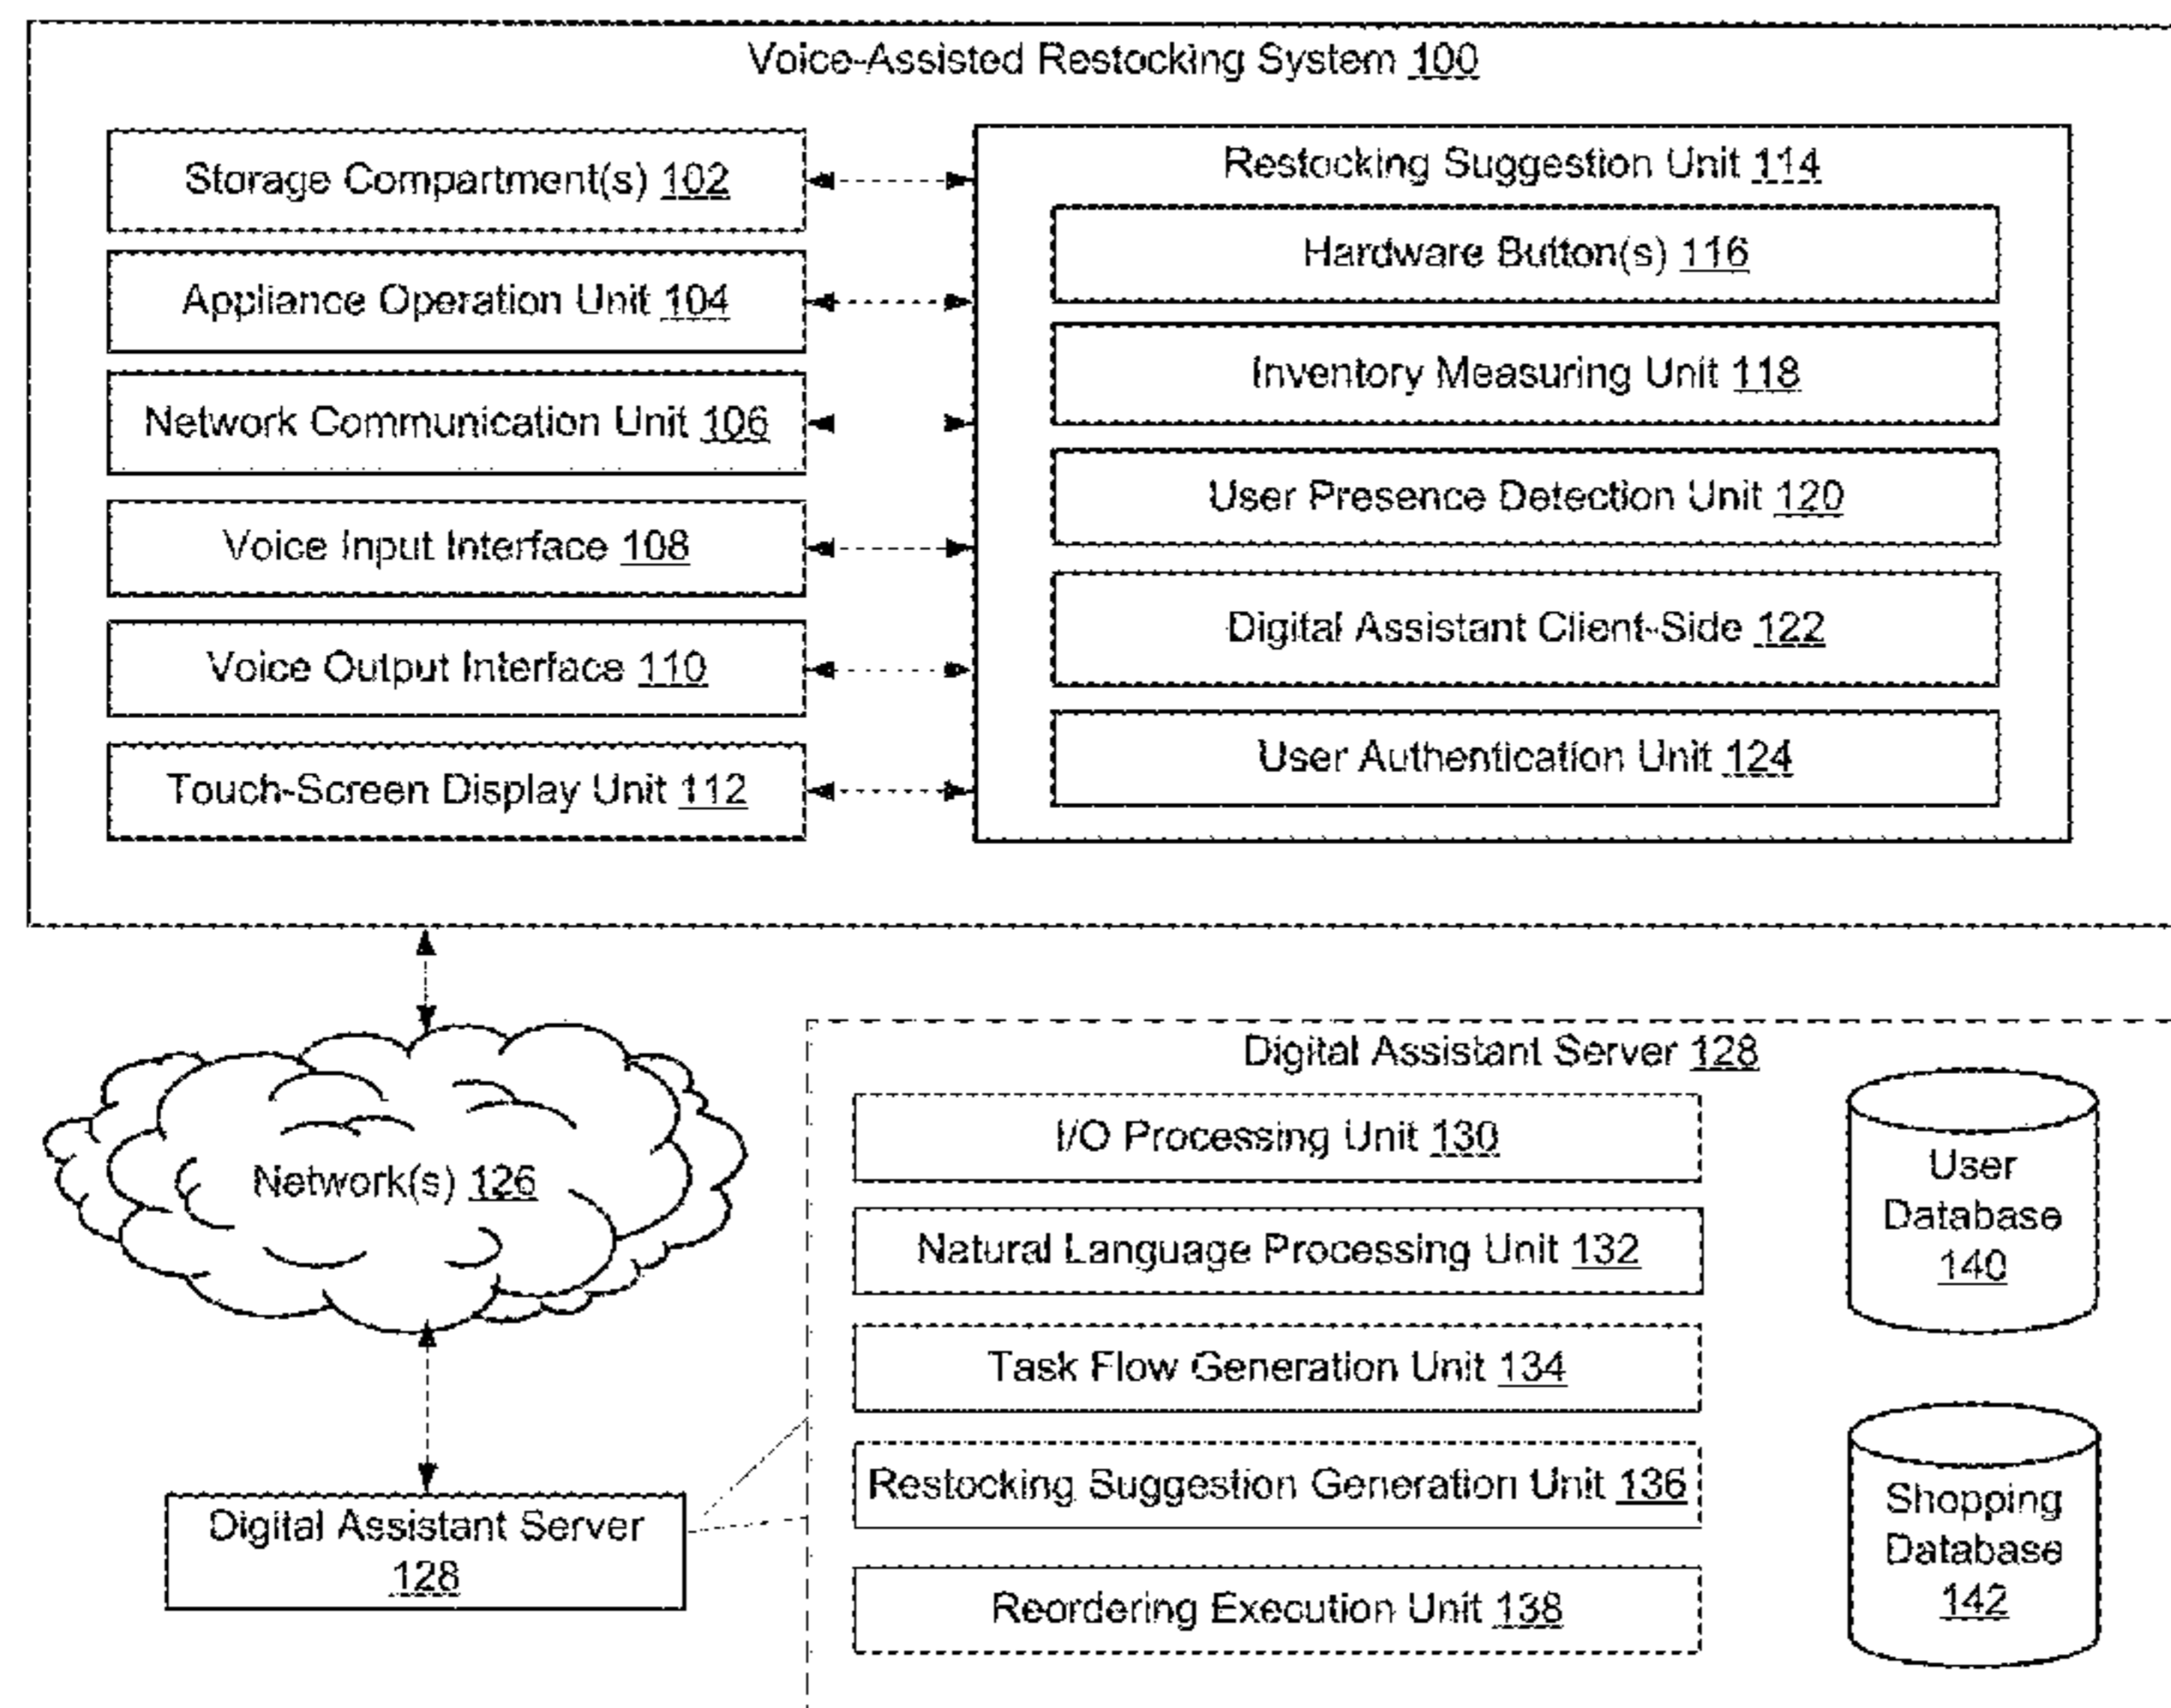 Voice-Assisted Restocking System 100
Storage Compartment(s) 102
Appliance Operation Unit 104
Network Communication Unit 106
Voice Input Interface 108
Voice Output Interface 110
Touch-Screen Display Unit 112
Restocking Suggestion Unit 114
Hardware Button(s) 116
Inventory Measuring Unit 118
User Presence Detection Unit 120
Digital Assistant Client-Side 122
User Authentication Unit 124
Network(s) 126
Digital Assistant Server
128
Digital Assistant Server 128
I/O Processing Unit 130
Natural Language Processing Unit 132
Task Flow Generation Unit 134
Restocking Suggestion Generation Unit 136
Reordering Execution Unit 138
User
Database
140
Shopping
Database
142